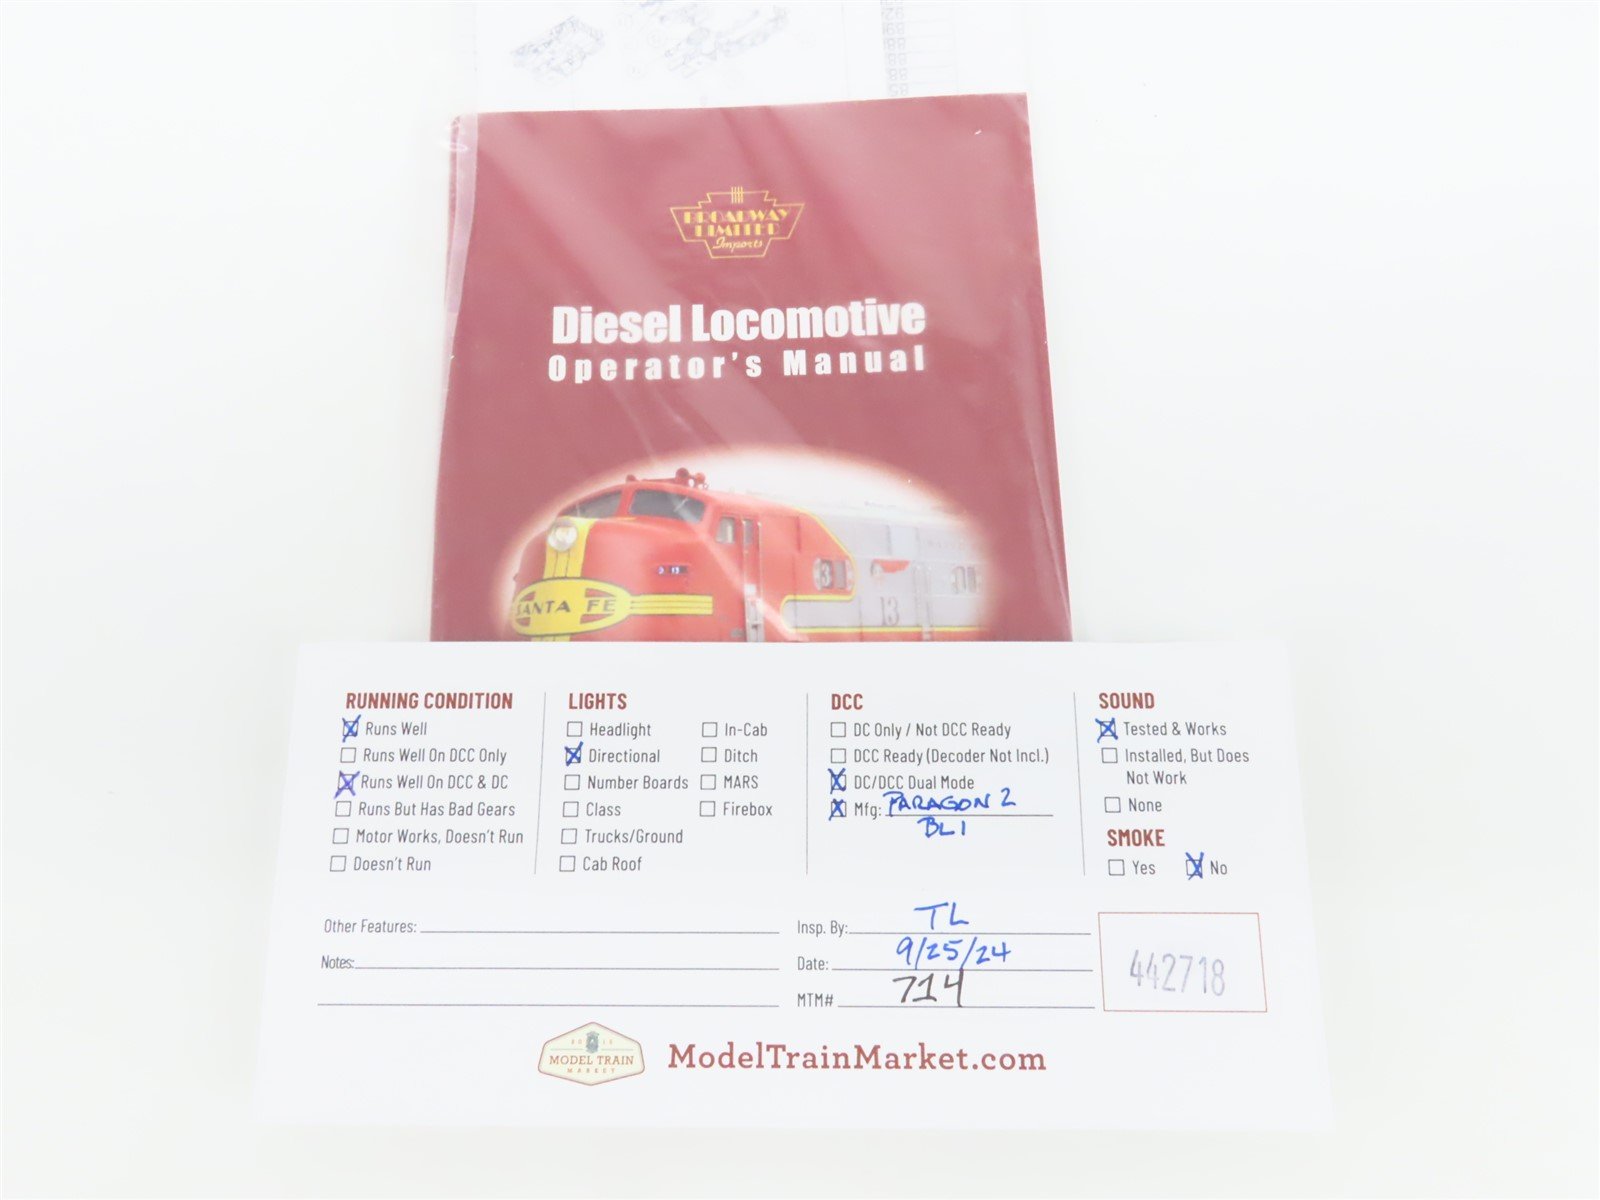 BROADWAY
LIMITED
Imports
Diesel Locomotive
Operator's Manual
SANTA FE
13
3
13
RUNNING CONDITION
Runs Well
Runs Well On DCC Only
Runs Well On DCC & DC
Runs But Has Bad Gears
Motor Works, Doesn't Run
Doesn't Run
LIGHTS
Headlight
Directional
Number Boards
Class
Trucks/Ground
Cab Roof
In-Cab
Ditch
MARS
Firebox
DCC
DC Only / Not DCC Ready
DCC Ready (Decoder Not Incl.)
DC/DCC Dual Mode
Mfg: PARAGON 2
BLI
SOUND
Tested & Works
Installed, But Does
Not Work
None
SMOKE
Yes No
Other Features:
Notes:
Insp. By: TL
Date: 9/25/24
MTM# 714
442718
MODEL TRAIN
MARKET
ModelTrainMarket.com